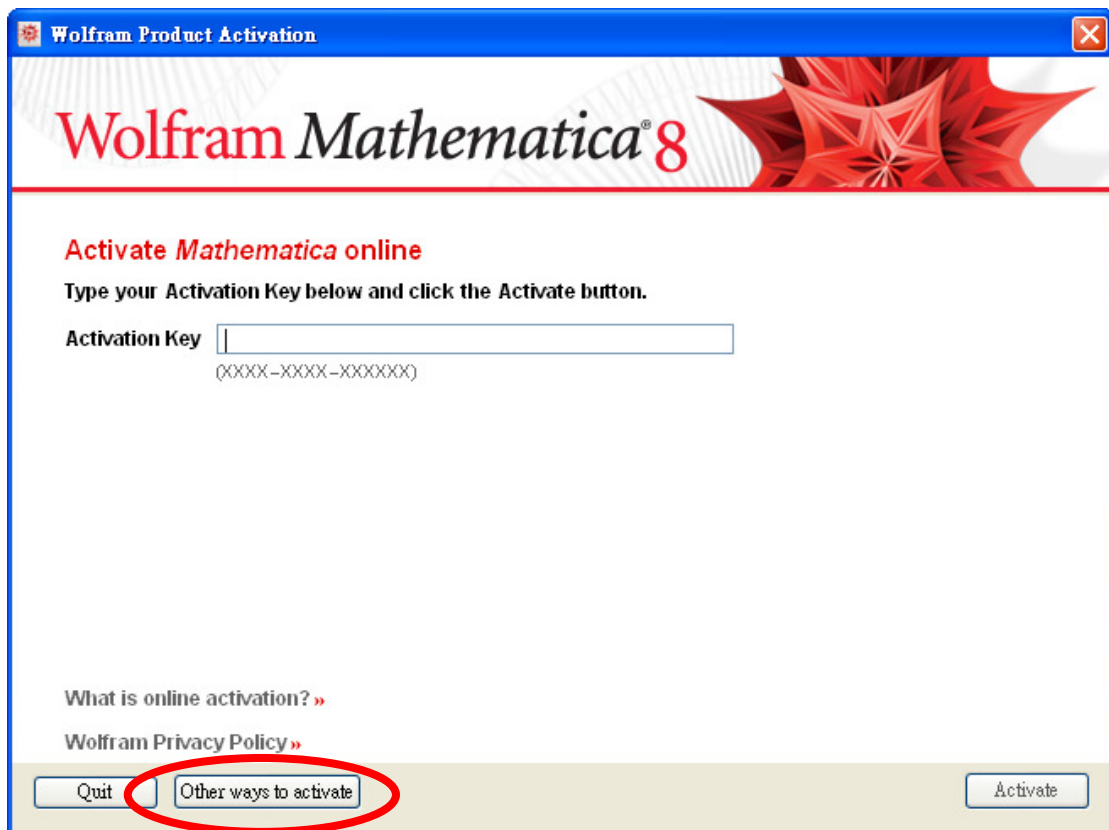 Wolfram Product Activation
Wolfram Mathematica® 8
Activate Mathematica online
Type your Activation Key below and click the Activate button.
Activation Key
(XXXX-XXXX-XXXXXX)
What is online activation? »
Wolfram Privacy Policy »
Quit Other ways to activate Activate